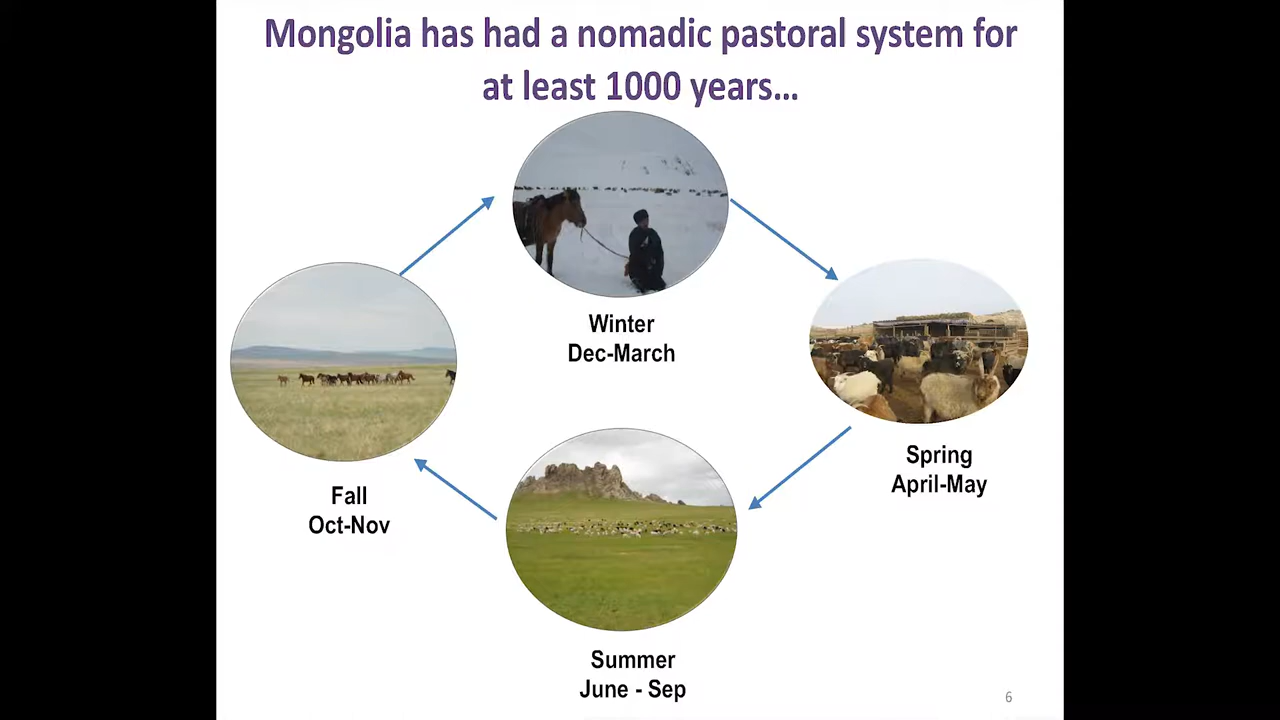 Mongolia has had a nomadic pastoral system for
at least 1000 years...
Winter
Dec-March
Spring
April-May
Fall
Oct-Nov
Summer
June - Sep
6